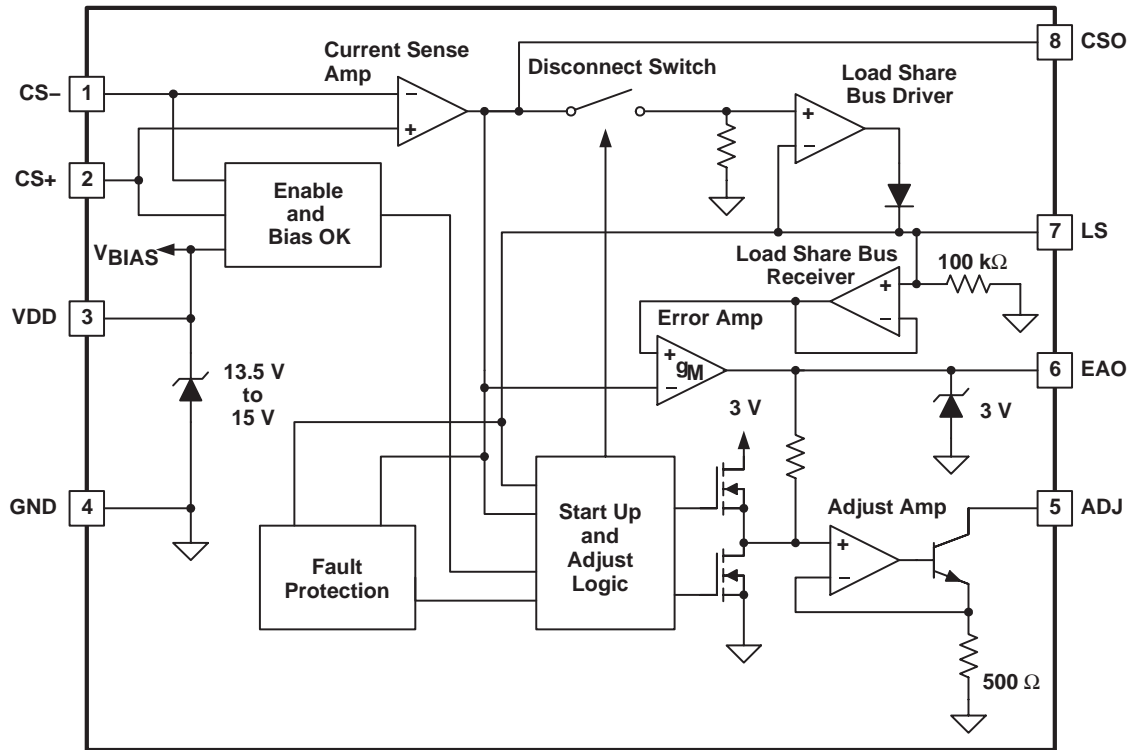 Current Sense
Amp
8
CSO
Disconnect Switch
Load Share
Bus Driver
CS–
1
–
+
+
–
CS+
2
Enable
and
Bias OK
7
LS
VBIAS
Load Share Bus
Receiver
100 kΩ
+
–
VDD
3
Error Amp
+
gM
–
6
EAO
13.5 V
to
15 V
3 V
3 V
GND
4
Start Up
and
Adjust
Logic
Adjust Amp
5
ADJ
+
–
Fault
Protection
500 Ω